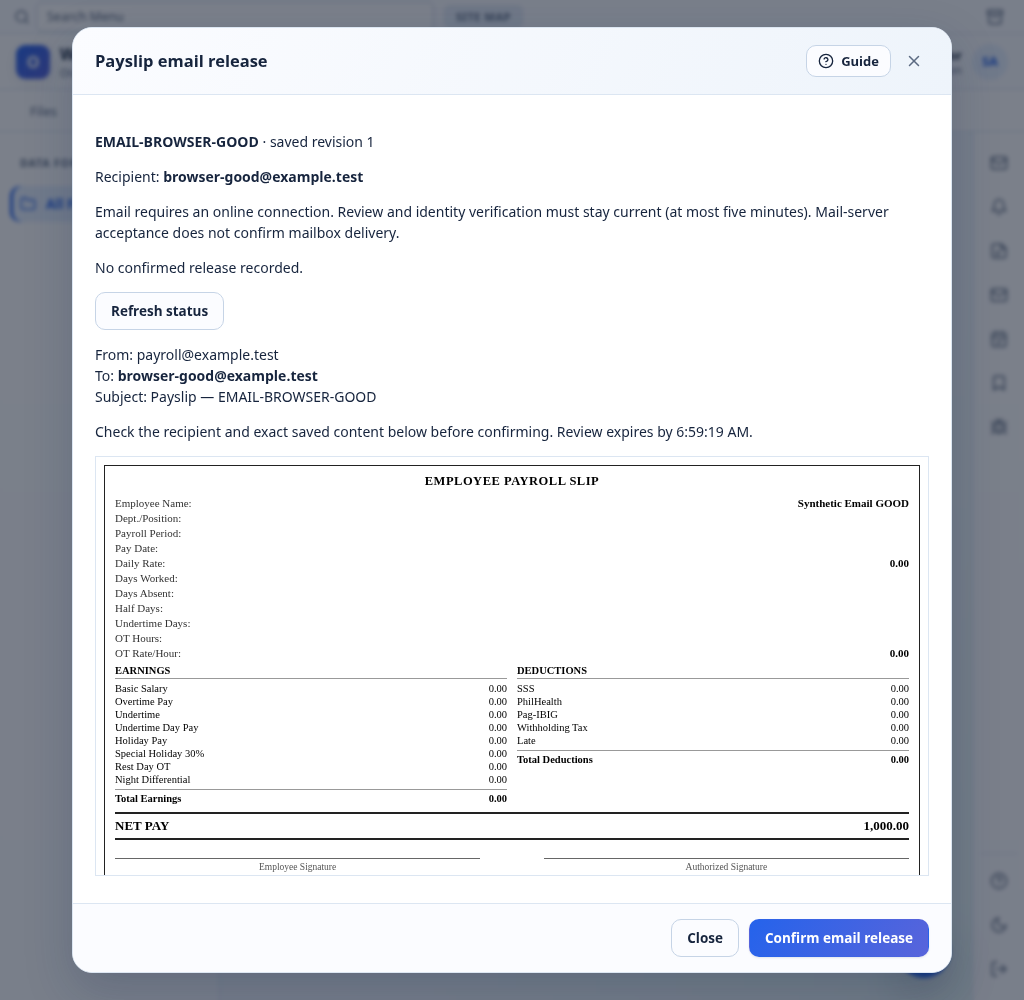 Search Menu
SITE MAP
Files
Payslip email release
Guide
EMAIL-BROWSER-GOOD · saved revision 1
Recipient: browser-good@example.test
Email requires an online connection. Review and identity verification must stay current (at most five minutes). Mail-server
acceptance does not confirm mailbox delivery.
No confirmed release recorded.
Refresh status
From: payroll@example.test
To: browser-good@example.test
Subject: Payslip — EMAIL-BROWSER-GOOD
Check the recipient and exact saved content below before confirming. Review expires by 6:59:19 AM.
EMPLOYEE PAYROLL SLIP
Employee Name: Synthetic Email GOOD
Dept./Position:
Payroll Period:
Pay Date:
Daily Rate: 0.00
Days Worked:
Days Absent:
Half Days:
Undertime Days:
OT Hours:
OT Rate/Hour: 0.00
EARNINGS
Basic Salary 0.00
Overtime Pay 0.00
Undertime 0.00
Undertime Day Pay 0.00
Holiday Pay 0.00
Special Holiday 30% 0.00
Rest Day OT 0.00
Night Differential 0.00
Total Earnings 0.00
DEDUCTIONS
SSS 0.00
PhilHealth 0.00
Pag-IBIG 0.00
Withholding Tax 0.00
Late 0.00
Total Deductions 0.00
NET PAY 1,000.00
Employee Signature
Authorized Signature
Close
Confirm email release